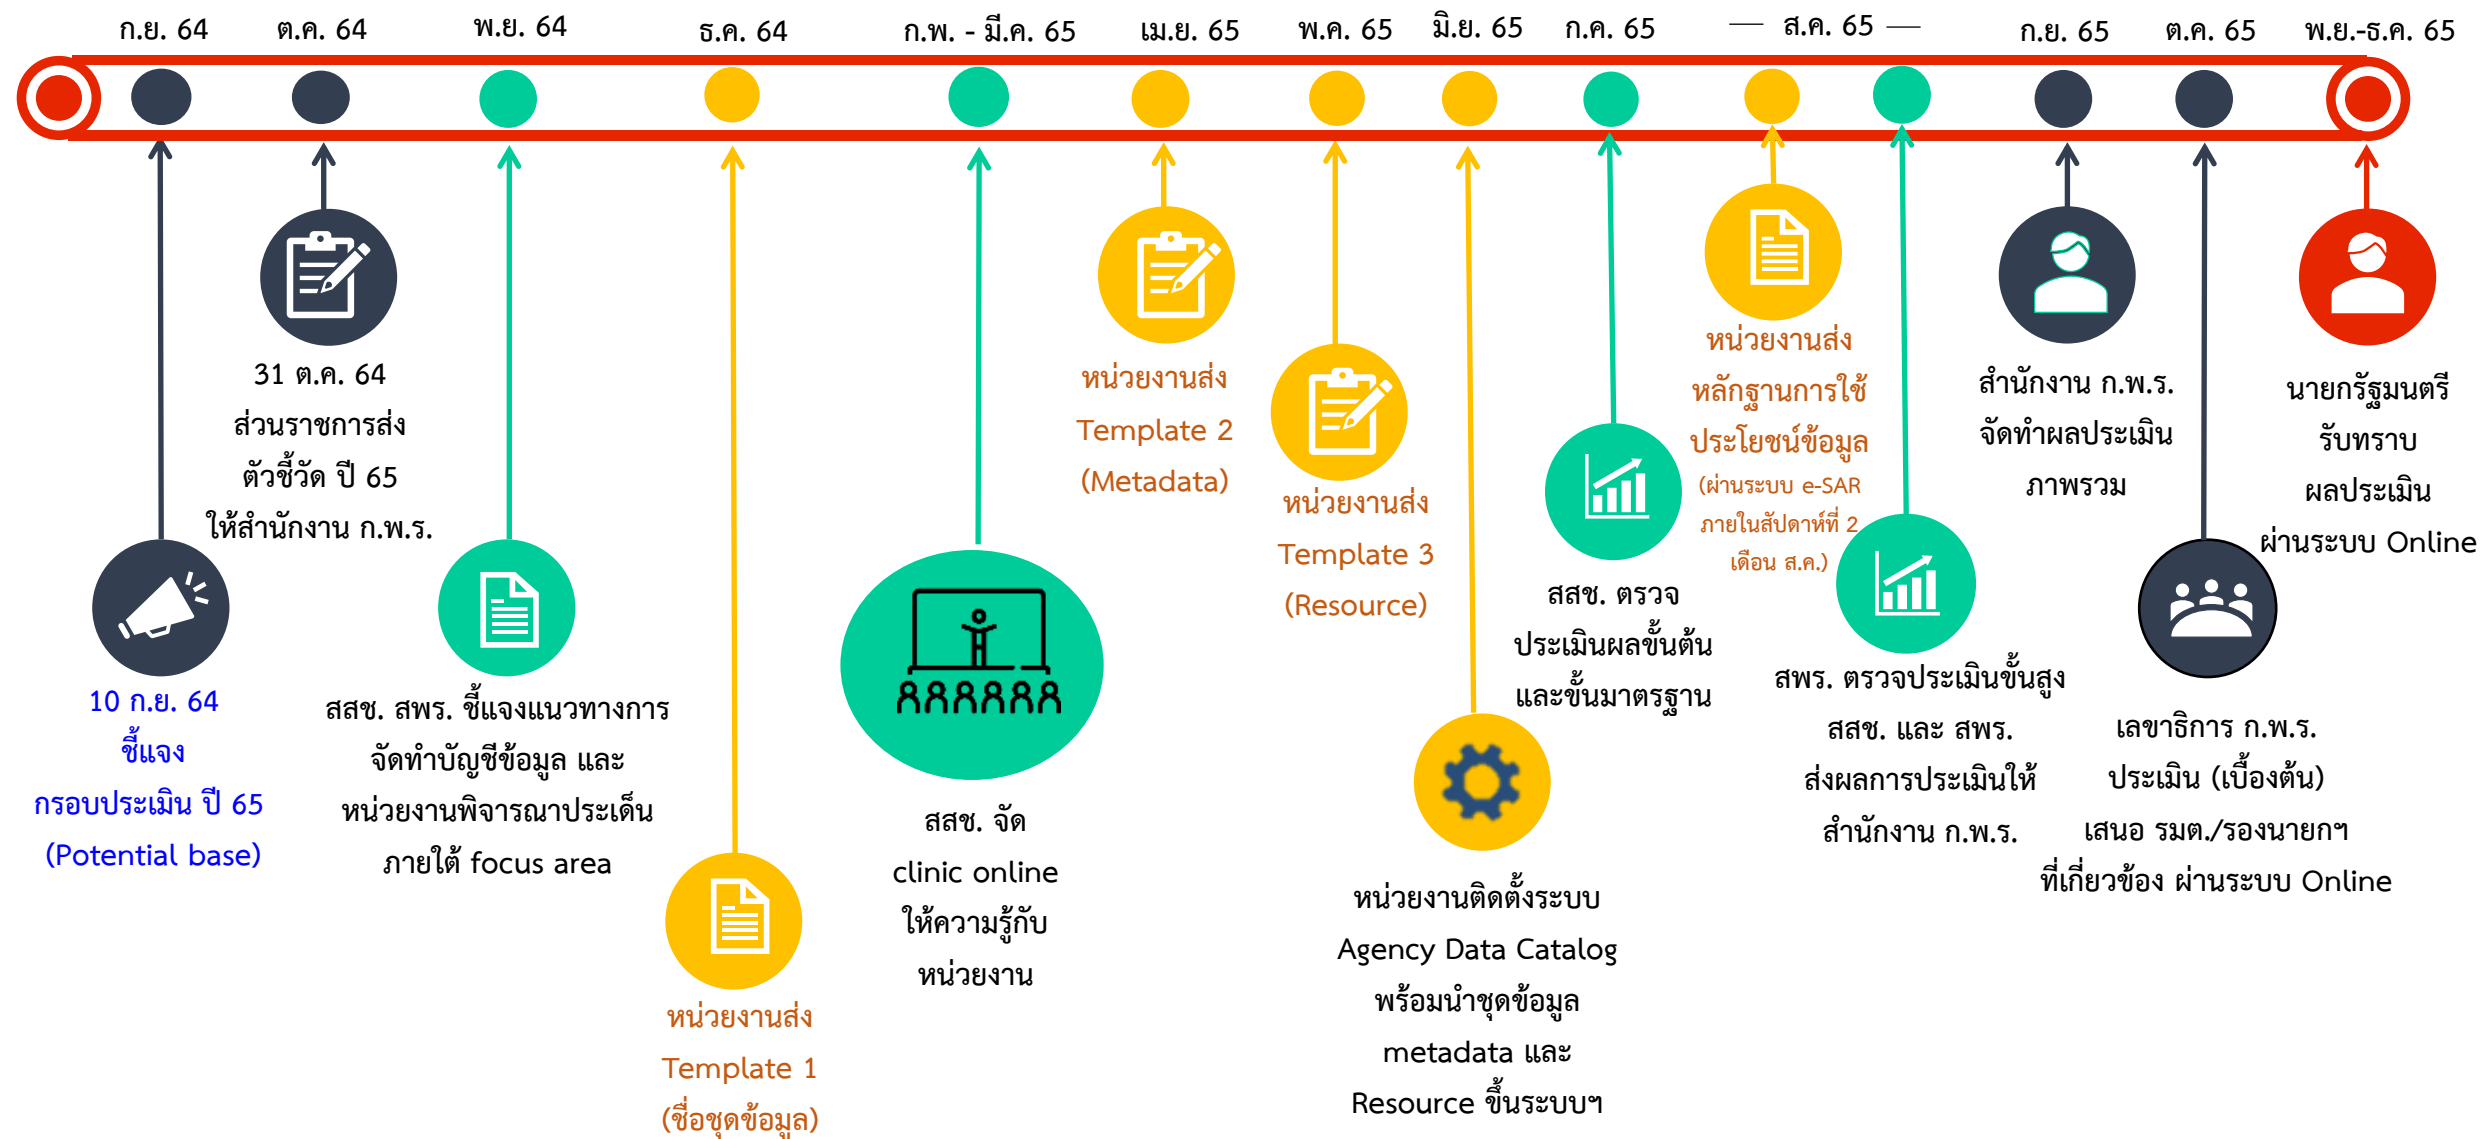 ก.ย. 64
ต.ค. 64
พ.ย. 64
ธ.ค. 64
ก.พ. - มี.ค. 65
เม.ย. 65
พ.ค. 65
มิ.ย. 65
ก.ค. 65
ส.ค. 65
ก.ย. 65
ต.ค. 65
พ.ย.-ธ.ค. 65
10 ก.ย. 64
ชี้แจง
กรอบประเมิน ปี 65
(Potential base)
31 ต.ค. 64
ส่วนราชการส่ง
ตัวชี้วัด ปี 65
ให้สำนักงาน ก.พ.ร.
สสช. สพร. ชี้แจงแนวทางการ
จัดทำบัญชีข้อมูล และ
หน่วยงานพิจารณาประเด็น
ภายใต้ focus area
หน่วยงานส่ง
Template 1
(ชื่อชุดข้อมูล)
สสช. จัด
clinic online
ให้ความรู้กับ
หน่วยงาน
หน่วยงานส่ง
Template 2
(Metadata)
หน่วยงานส่ง
Template 3
(Resource)
หน่วยงานติดตั้งระบบ
Agency Data Catalog
พร้อมนำชุดข้อมูล
metadata และ
Resource ขึ้นระบบฯ
สสช. ตรวจ
ประเมินผลขั้นต้น
และขั้นมาตรฐาน
หน่วยงานส่ง
หลักฐานการใช้
ประโยชน์ข้อมูล
(ผ่านระบบ e-SAR
ภายในสัปดาห์ที่ 2
เดือน ส.ค.)
สพร. ตรวจประเมินขั้นสูง
สสช. และ สพร.
ส่งผลการประเมินให้
สำนักงาน ก.พ.ร.
สำนักงาน ก.พ.ร.
จัดทำผลประเมิน
ภาพรวม
เลขาธิการ ก.พ.ร.
ประเมิน (เบื้องต้น)
เสนอ รมต./รองนายกฯ
ที่เกี่ยวข้อง ผ่านระบบ Online
นายกรัฐมนตรี
รับทราบ
ผลประเมิน
ผ่านระบบ Online